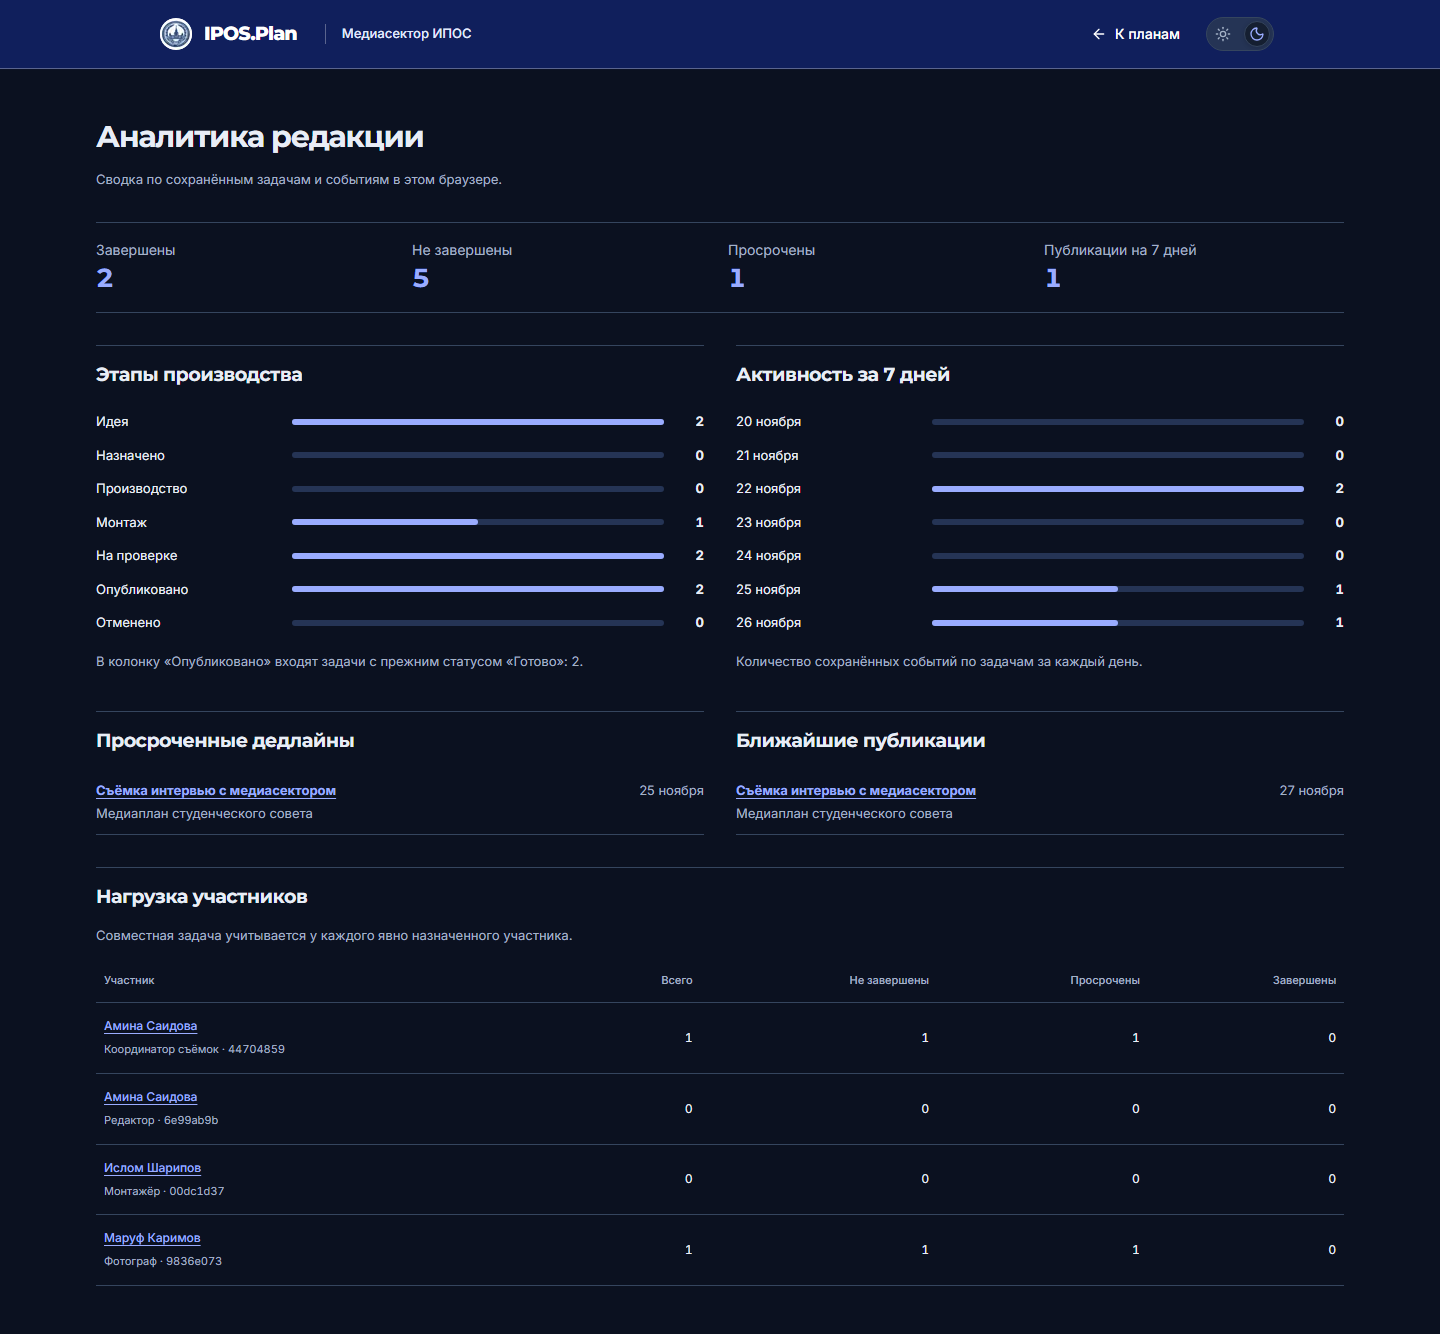 IPOS.Plan
Медиасектор ИПОС
К планам
Аналитика редакции
Сводка по сохранённым задачам и событиям в этом браузере.
Завершены
2
Не завершены
5
Просрочены
1
Публикации на 7 дней
1
Этапы производства
Идея 2
Назначено 0
Производство 0
Монтаж 1
На проверке 2
Опубликовано 2
Отменено 0
В колонку «Опубликовано» входят задачи с прежним статусом «Готово»: 2.
Активность за 7 дней
20 ноября 0
21 ноября 0
22 ноября 2
23 ноября 0
24 ноября 0
25 ноября 1
26 ноября 1
Количество сохранённых событий по задачам за каждый день.
Просроченные дедлайны
Съёмка интервью с медиасектором 25 ноября
Медиаплан студенческого совета
Ближайшие публикации
Съёмка интервью с медиасектором 27 ноября
Медиаплан студенческого совета
Нагрузка участников
Совместная задача учитывается у каждого явно назначенного участника.
Участник Всего Не завершены Просрочены Завершены
Амина Саидова
Координатор съёмок · 44704859
1 1 1 0
Амина Саидова
Редактор · 6e99ab9b
0 0 0 0
Ислом Шарипов
Монтажёр · 00dc1d37
0 0 0 0
Маруф Каримов
Фотограф · 9836e073
1 1 1 0